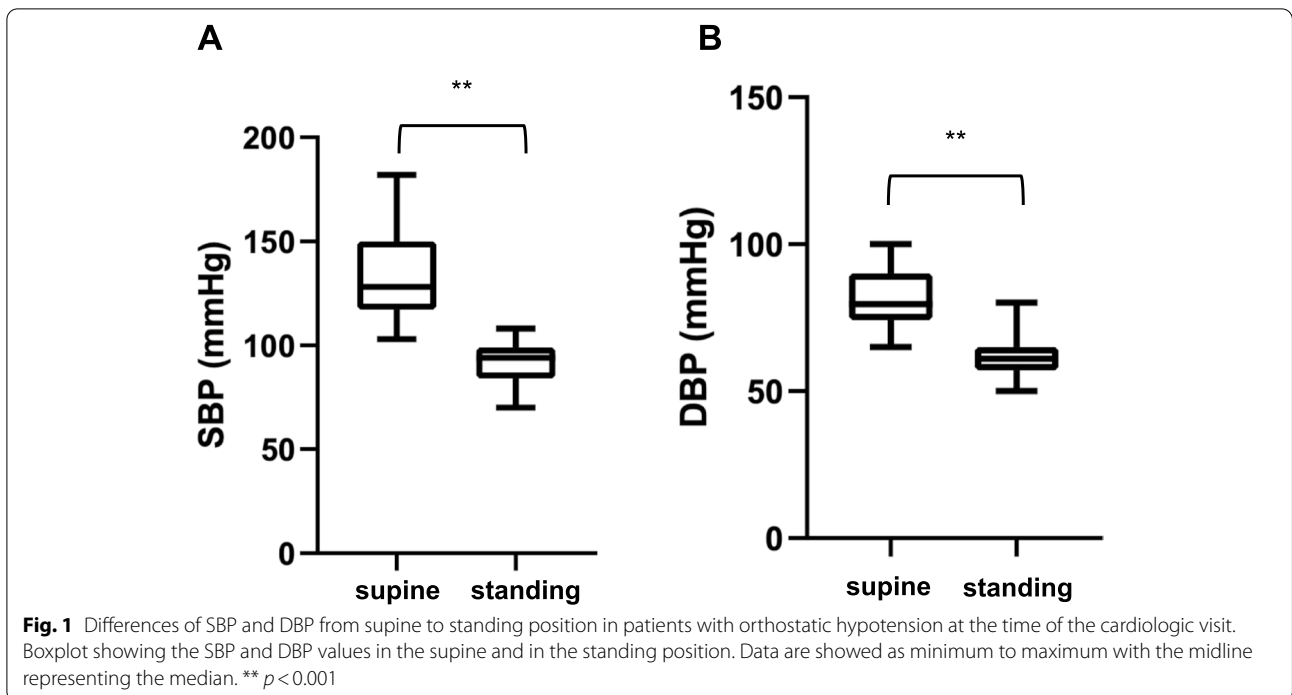 A
B
**
**
200
150
100
50
0
SBP (mmHg)
supine standing
150
100
50
0
DBP (mmHg)
supine standing
Fig. 1 Differences of SBP and DBP from supine to standing position in patients with orthostatic hypotension at the time of the cardiologic visit.
Boxplot showing the SBP and DBP values in the supine and in the standing position. Data are showed as minimum to maximum with the midline
representing the median. ** p < 0.001